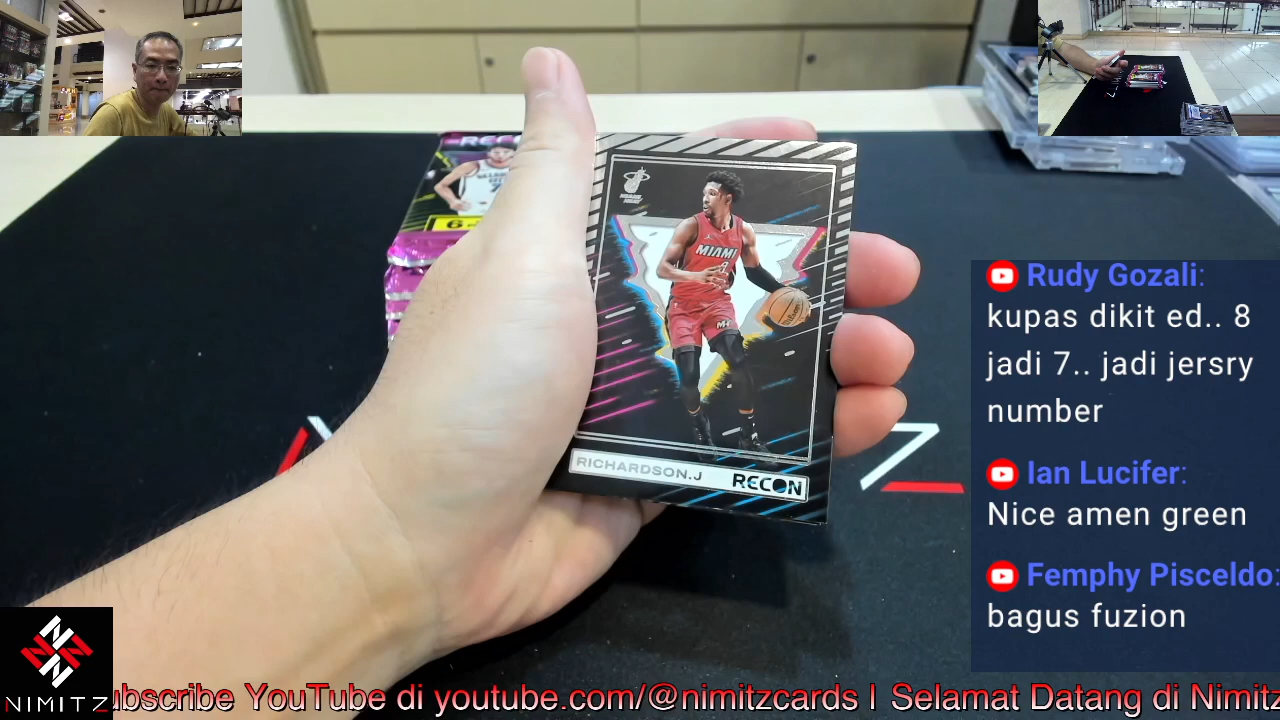 MIAMI
RICHARDSON.J
RECON
Rudy Gozali:
kupas dikit ed.. 8
jadi 7.. jadi jersry
number
Ian Lucifer:
Nice amen green
Femphy Pisceldo:
bagus fuzion
NIMITZ
ubscribe YouTube di youtube.com/@nimitzcards I Selamat Datang di Nimitz